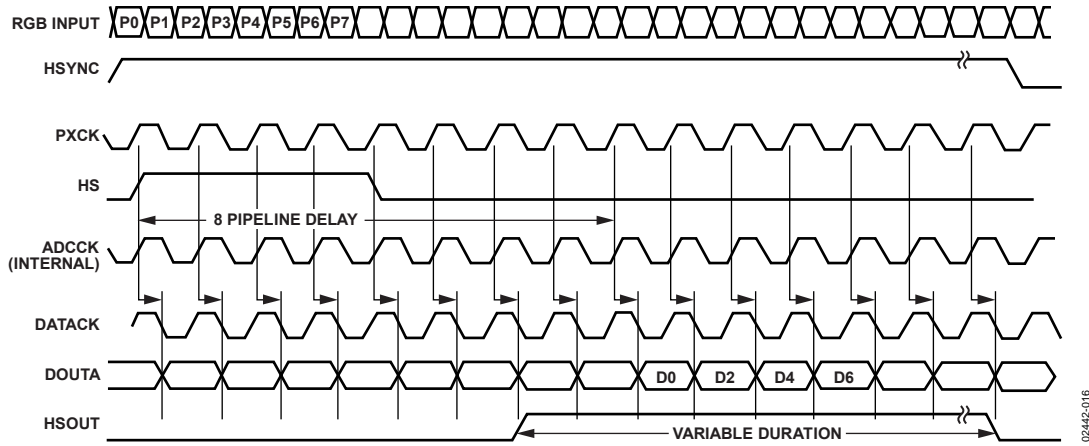 RGB INPUT P0 P1 P2 P3 P4 P5 P6 P7
HSYNC
PXCK
HS
8 PIPELINE DELAY
ADCCK
(INTERNAL)
DATACK
DOUTA D0 D2 D4 D6
HSOUT
VARIABLE DURATION
02442-016